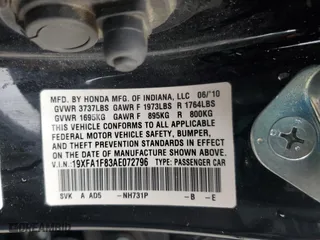 MFD. BY HONDA MFG. OF INDIANA, LLC 06/10
GVWR 3737LBS GAWR F 1973LBS R 1764LBS
GVWR 1695KG GAWR F 895KG R 800KG
THIS VEHICLE CONFORMS TO ALL APPLICABLE
FEDERAL MOTOR VEHICLE SAFETY, BUMPER,
AND THEFT PREVENTION STANDARDS IN EFFECT
ON THE DATE OF MANUFACTURE SHOWN ABOVE.
V.I.N. 19XFA1F83AE072796 TYPE: PASSENGER CAR
SVK A A05 -NH731P -B -E